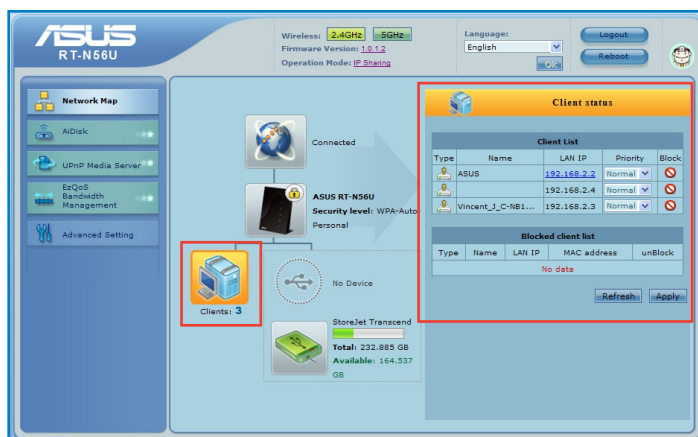 ASUS
RT-N56U
Wireless: 2.4GHz 5GHz
Firmware Version: 1.0.1.2
Operation Mode: IP Sharing
Language:
English
OK
Logout
Reboot
Network Map
AiDisk
UPnP Media Server
EzQoS
Bandwidth
Management
Advanced Setting
Connected
ASUS RT-N56U
Security level: WPA-Auto-
Personal
Clients: 3
No Device
StoreJet Transcend
Total: 232.885 GB
Available: 164.537
GB
Client status
Client List
Type Name LAN IP Priority Block
ASUS 192.168.2.2 Normal
192.168.2.4 Normal
Vincent_J_C-NB1... 192.168.2.3 Normal
Blocked client list
Type Name LAN IP MAC address unBlock
No data
Refresh Apply